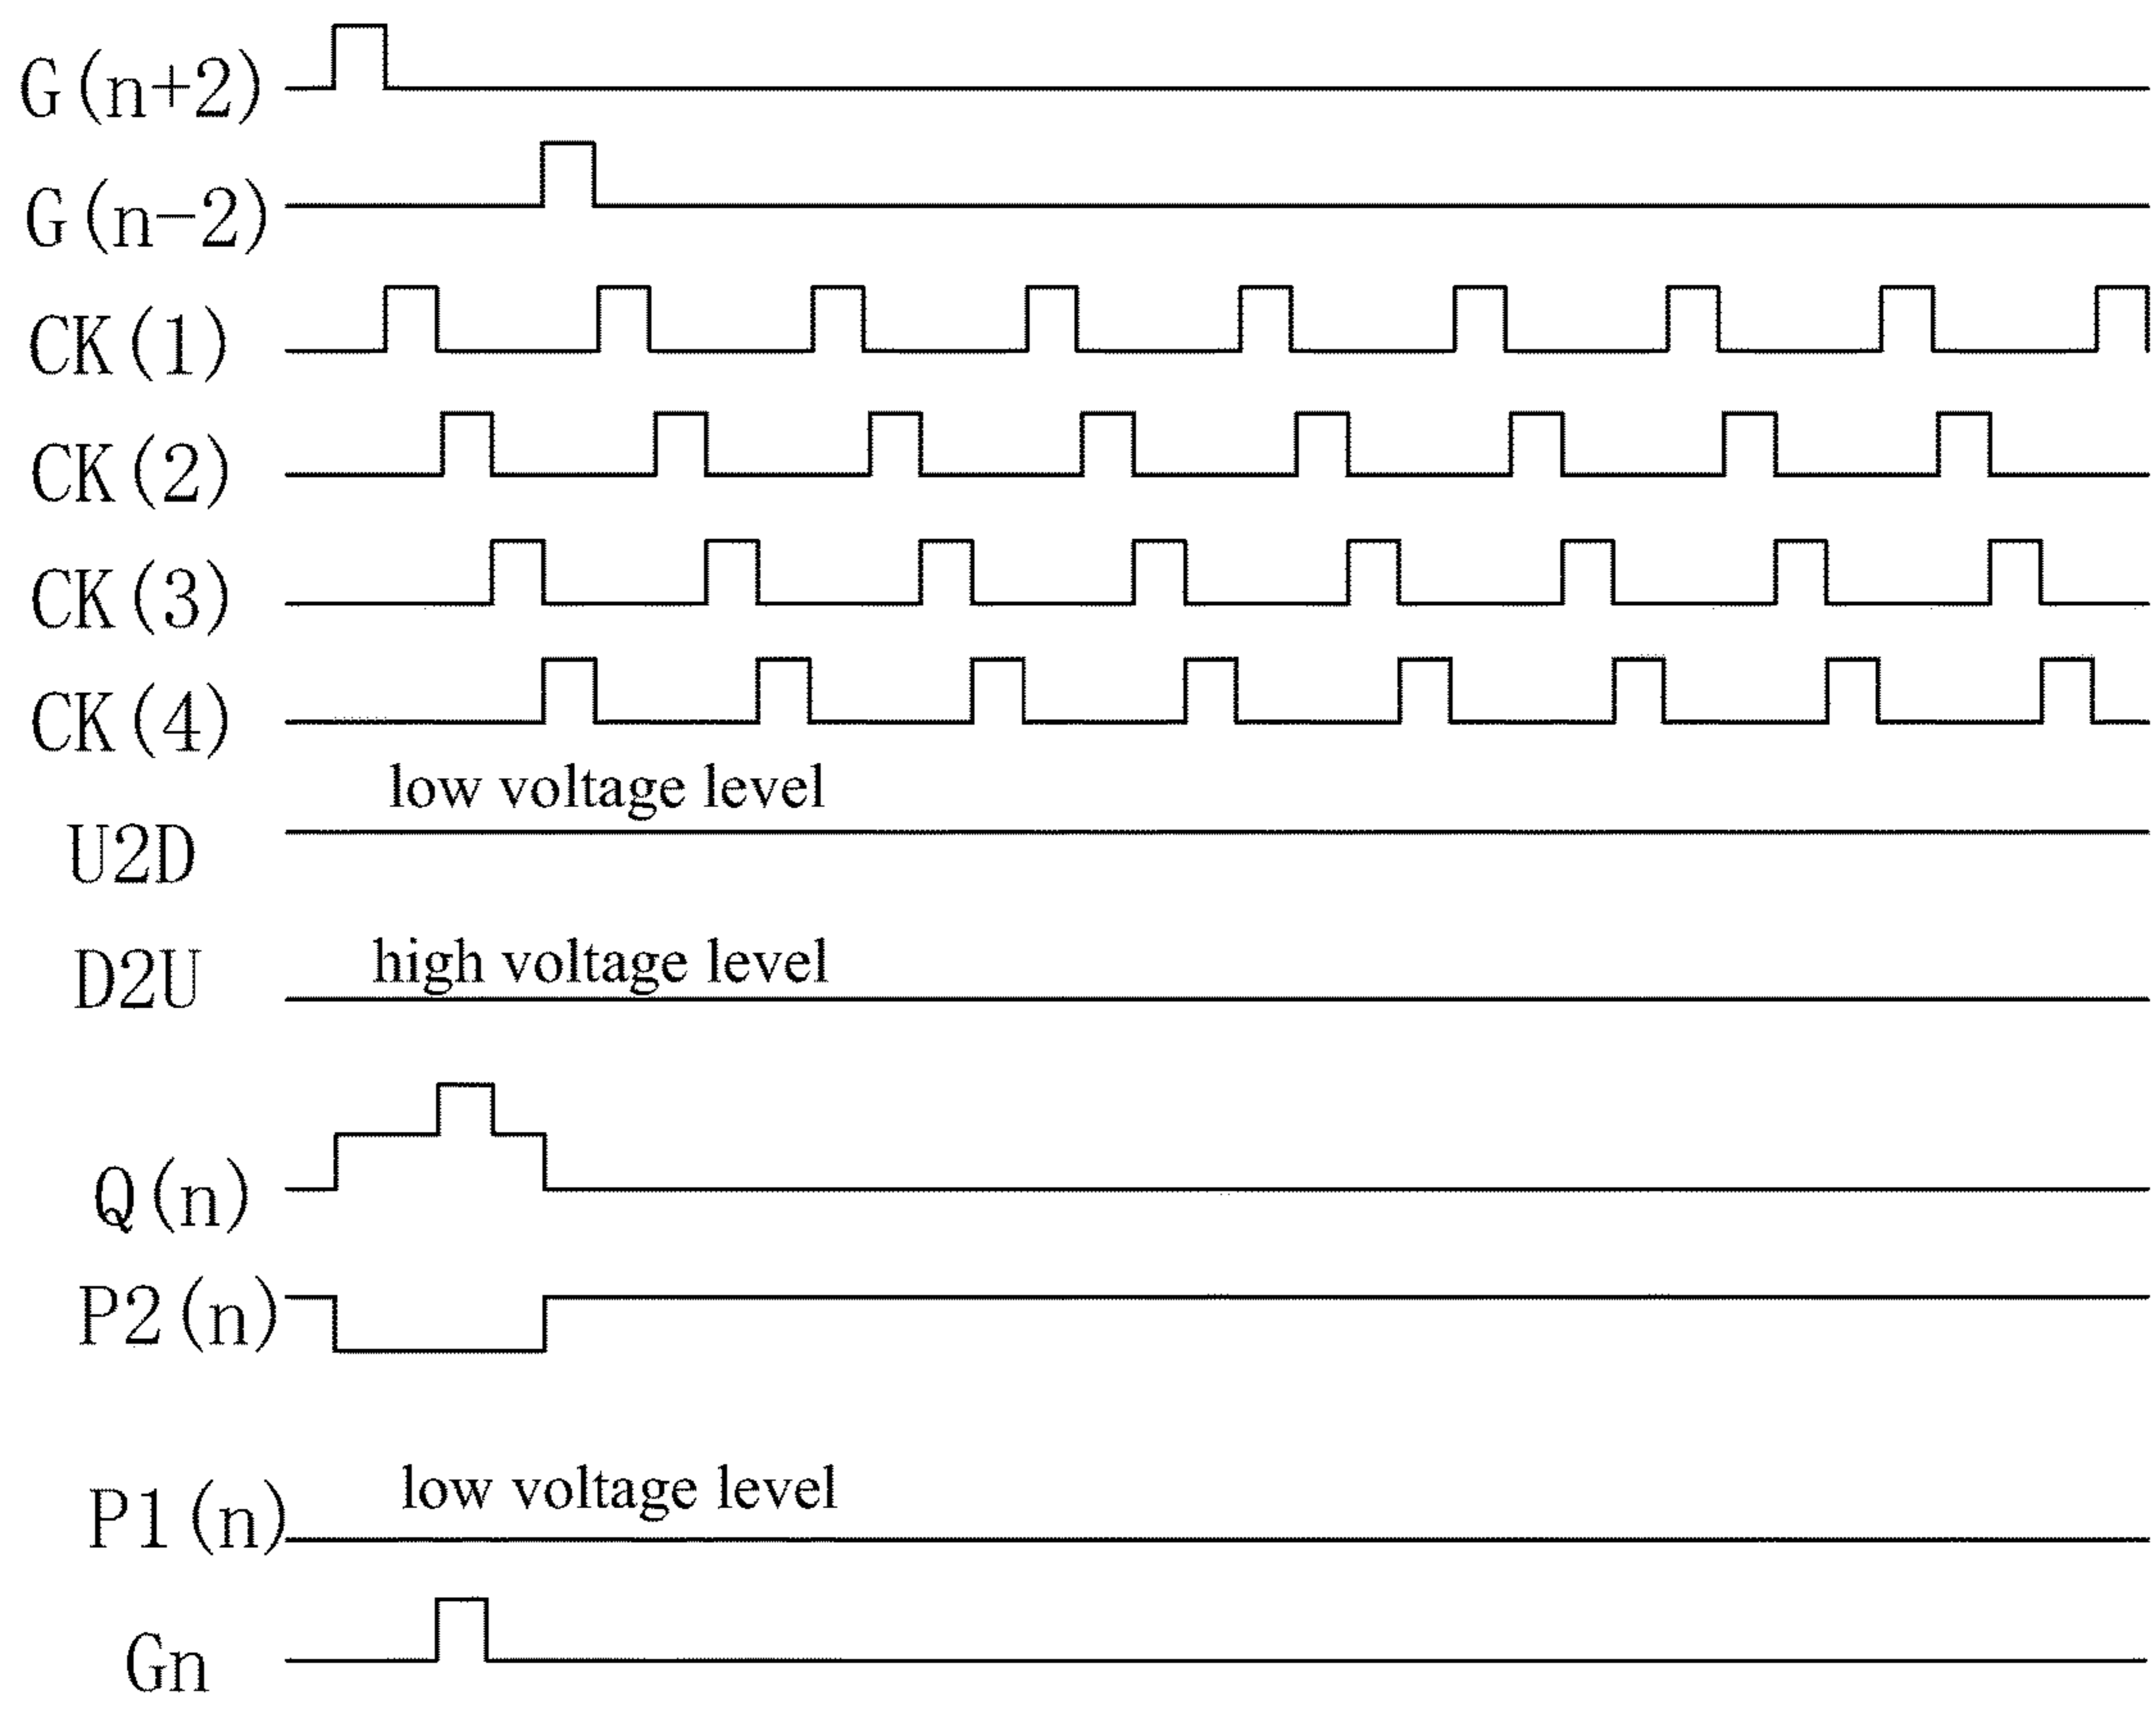 G(n+2)
G(n-2)
CK(1)
CK(2)
CK(3)
CK(4)
low voltage level
U2D
high voltage level
D2U
Q(n)
P2(n)
low voltage level
P1(n)
Gn